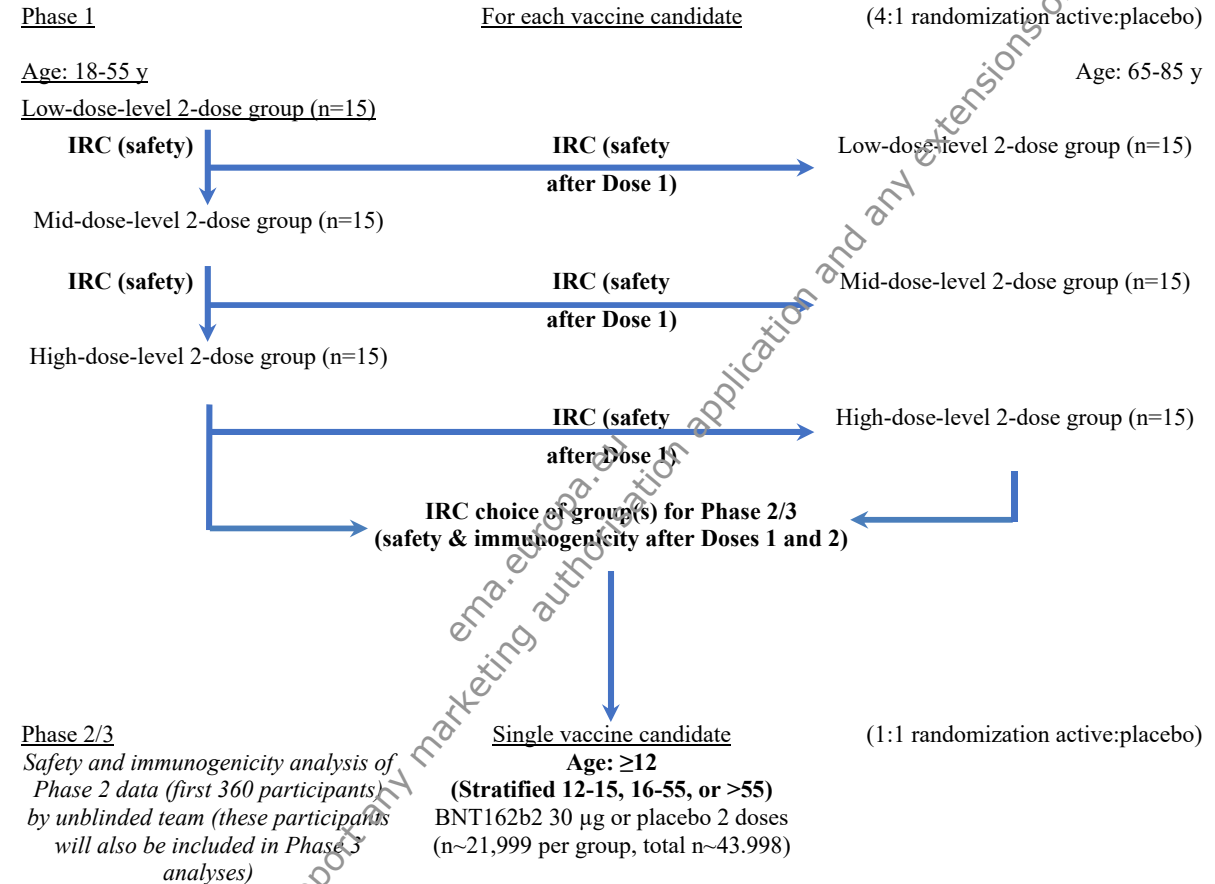 Phase 1 For each vaccine candidate (4:1 randomization active:placebo)
Age: 18-55 y Age: 65-85 y
Low-dose-level 2-dose group (n=15)
IRC (safety) IRC (safety Low-dose-level 2-dose group (n=15)
after Dose 1)
Mid-dose-level 2-dose group (n=15)
IRC (safety) IRC (safety Mid-dose-level 2-dose group (n=15)
after Dose 1)
High-dose-level 2-dose group (n=15)
IRC (safety High-dose-level 2-dose group (n=15)
after Dose 1)
IRC choice of group(s) for Phase 2/3
(safety & immunogenicity after Doses 1 and 2)
Phase 2/3 Single vaccine candidate (1:1 randomization active:placebo)
Safety and immunogenicity analysis of Age: ≥12
Phase 2 data (first 360 participants) (Stratified 12-15, 16-55, or >55)
by unblinded team (these participants BNT162b2 30 µg or placebo 2 doses
will also be included in Phase 3 (n~21,999 per group, total n~43.998)
analyses)
ema.europa.eu
any marketing authorisation application and any extensions